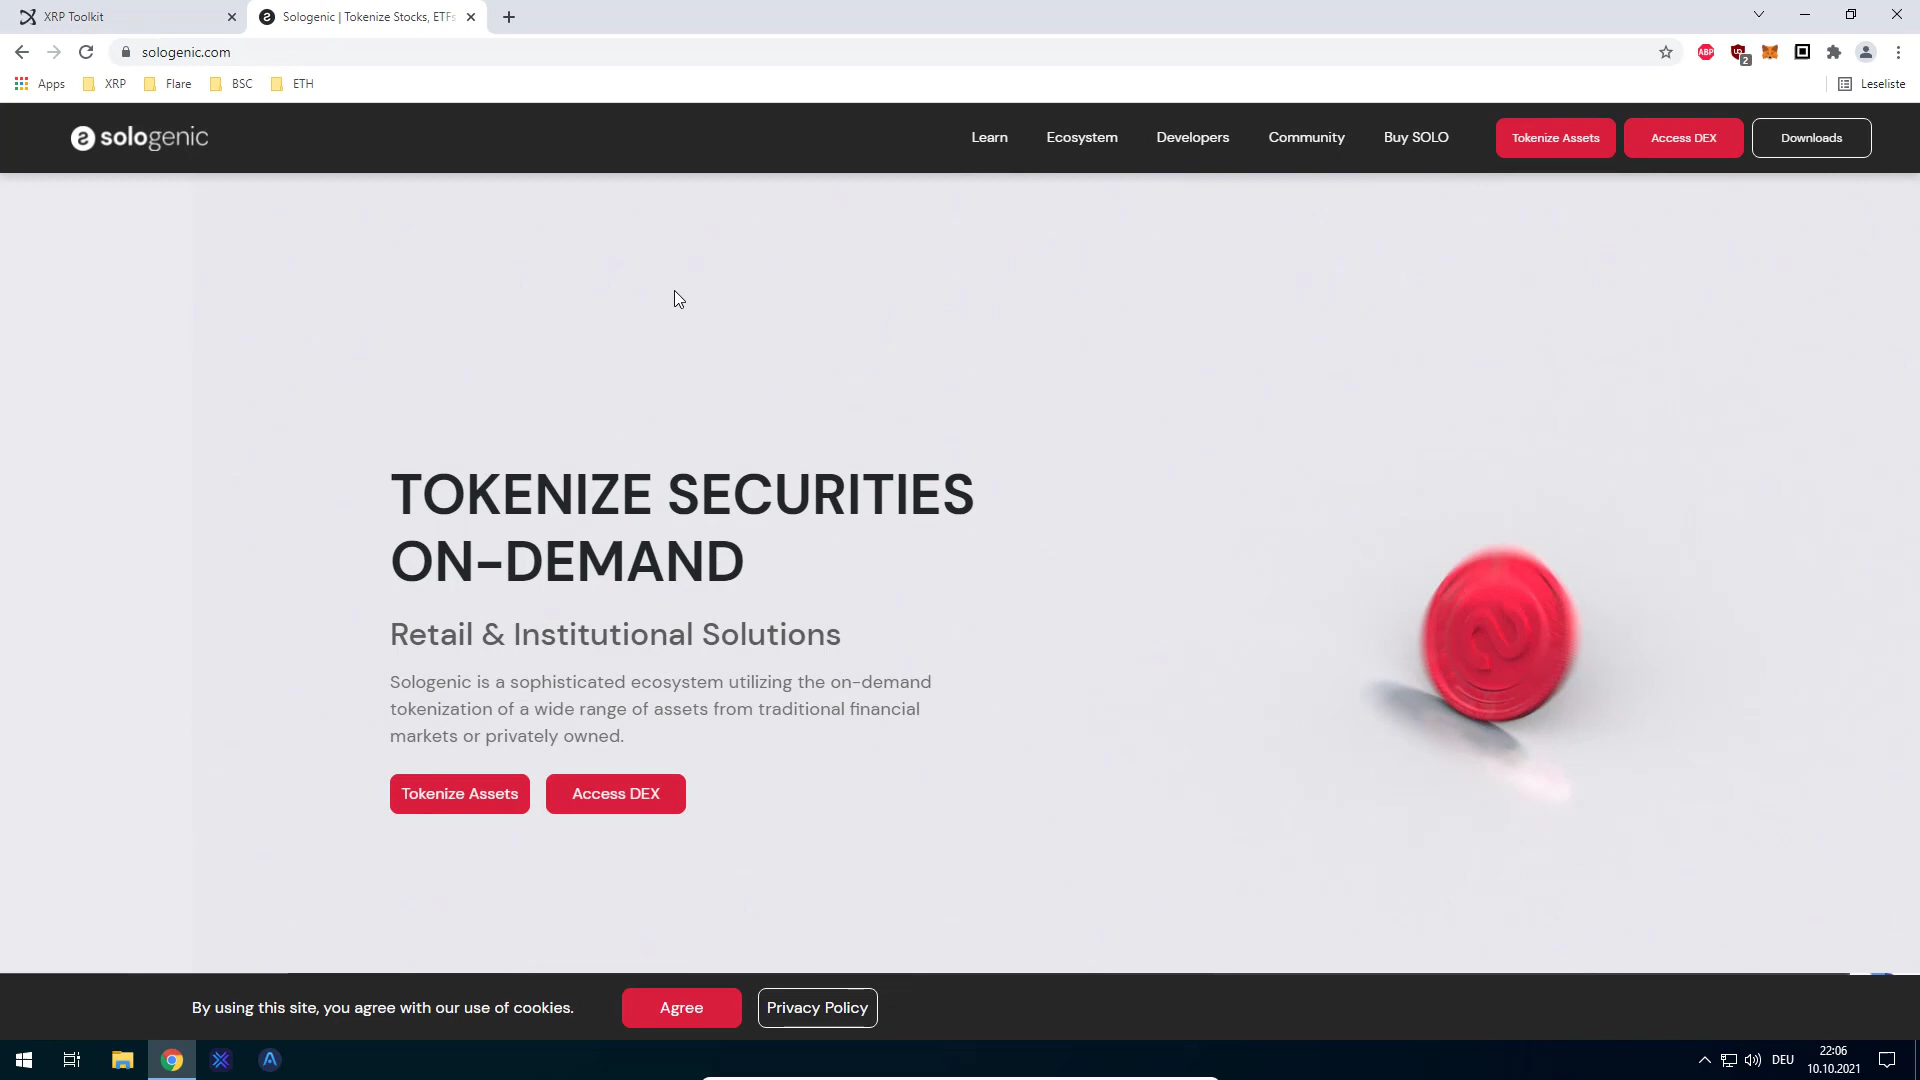 XRP Toolkit
Sologenic | Tokenize Stocks, ETFs
sologenic.com
ABP
2
Apps
XRP
Flare
BSC
ETH
Leseliste
sologenic
Learn
Ecosystem
Developers
Community
Buy SOLO
Tokenize Assets
Access DEX
Downloads
TOKENIZE SECURITIES
ON-DEMAND
Retail & Institutional Solutions
Sologenic is a sophisticated ecosystem utilizing the on-demand
tokenization of a wide range of assets from traditional financial
markets or privately owned.
Tokenize Assets
Access DEX
By using this site, you agree with our use of cookies.
Agree
Privacy Policy
DEU
22:06
10.10.2021